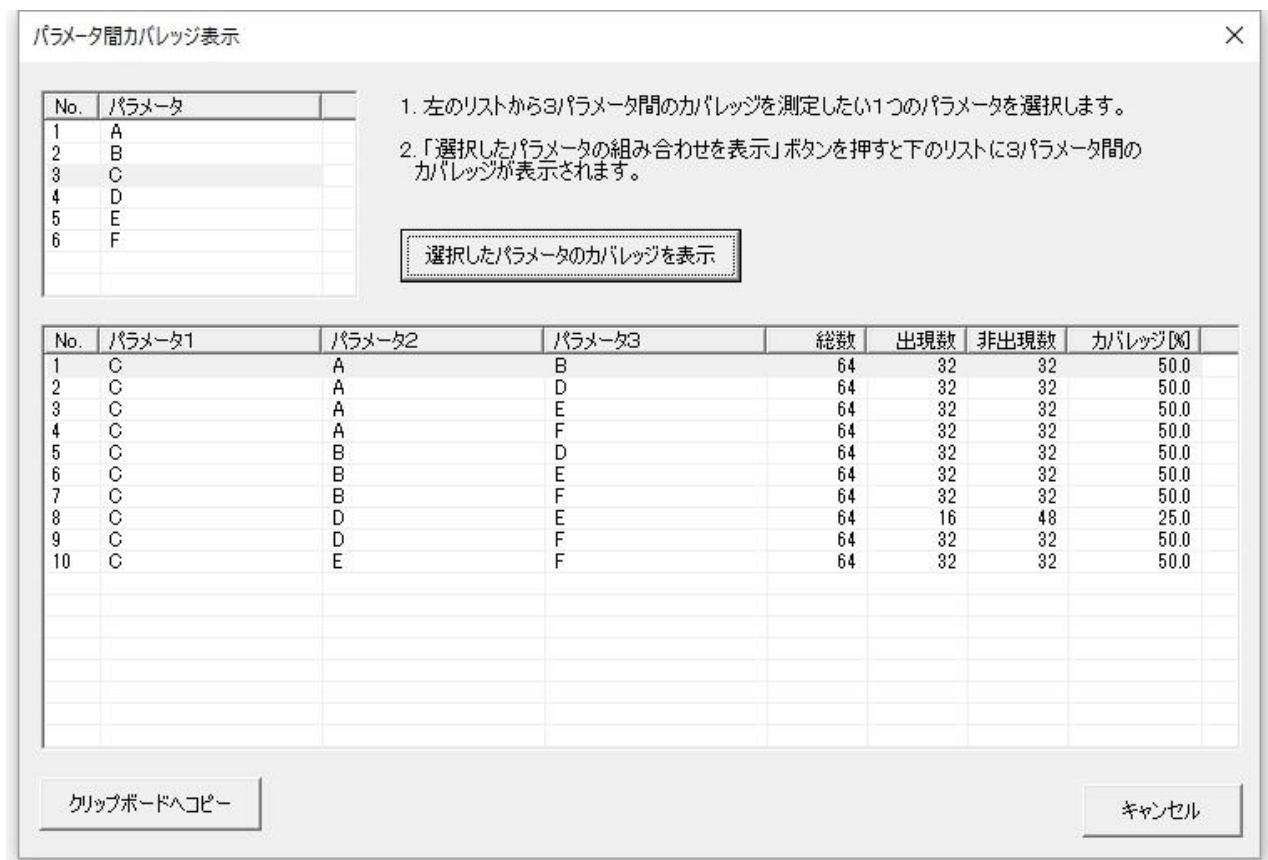 パラメータ間カバレッジ表示
No. パラメータ
1 A
2 B
3 C
4 D
5 E
6 F
1. 左のリストから3パラメータ間のカバレッジを測定したい1つのパラメータを選択します。
2. 「選択したパラメータの組み合わせを表示」ボタンを押すと下のリストに3パラメータ間の
カバレッジが表示されます。
選択したパラメータのカバレッジを表示
No. パラメータ1 パラメータ2 パラメータ3 総数 出現数 非出現数 カバレッジ[%]
1 C A B 64 32 32 50.0
2 C A D 64 32 32 50.0
3 C A E 64 32 32 50.0
4 C A F 64 32 32 50.0
5 C B D 64 32 32 50.0
6 C B E 64 32 32 50.0
7 C B F 64 32 32 50.0
8 C D E 64 16 48 25.0
9 C D F 64 32 32 50.0
10 C E F 64 32 32 50.0
クリップボードへコピー
キャンセル